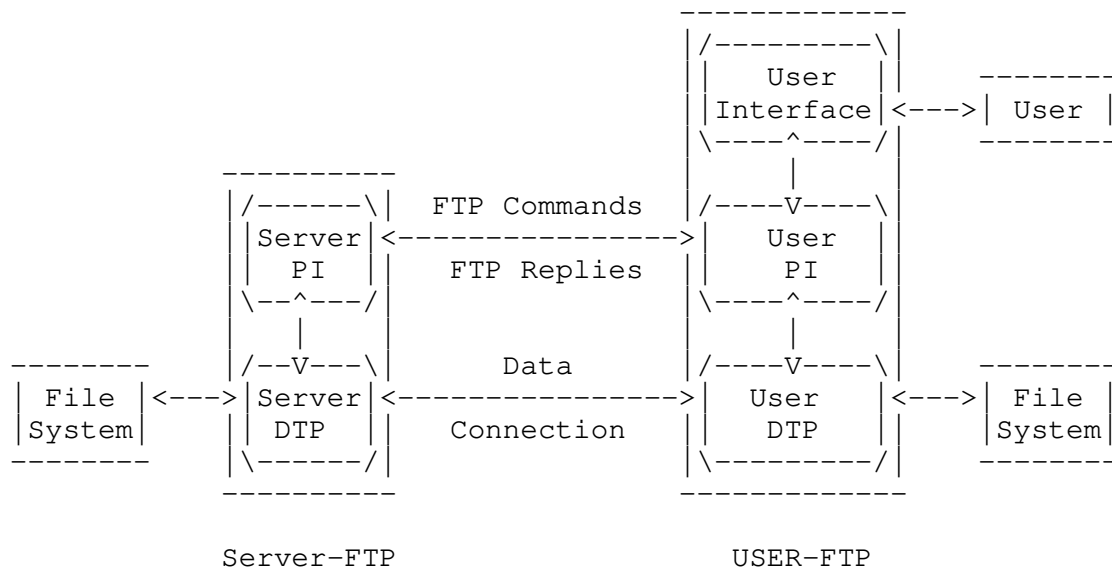 -------------
|/---------\|
||   User  ||    --------
||Interface|<--->| User |
|\----^----/|    --------
----------                |     |     |
|/------\|  FTP Commands  |/----V----\|
||Server|<---------------->|   User  ||
||  PI  ||   FTP Replies  ||    PI   ||
|\--^---/|                |\----^----/|
|   |    |                |     |     |
--------    |/--V---\|      Data      |/----V----\|    --------
| File |<--->|Server|<---------------->|  User   |<--->| File |
|System|    || DTP  ||   Connection   ||   DTP   ||    |System|
--------    |\------/|                |\---------/|    --------
----------                -------------
Server-FTP                   USER-FTP